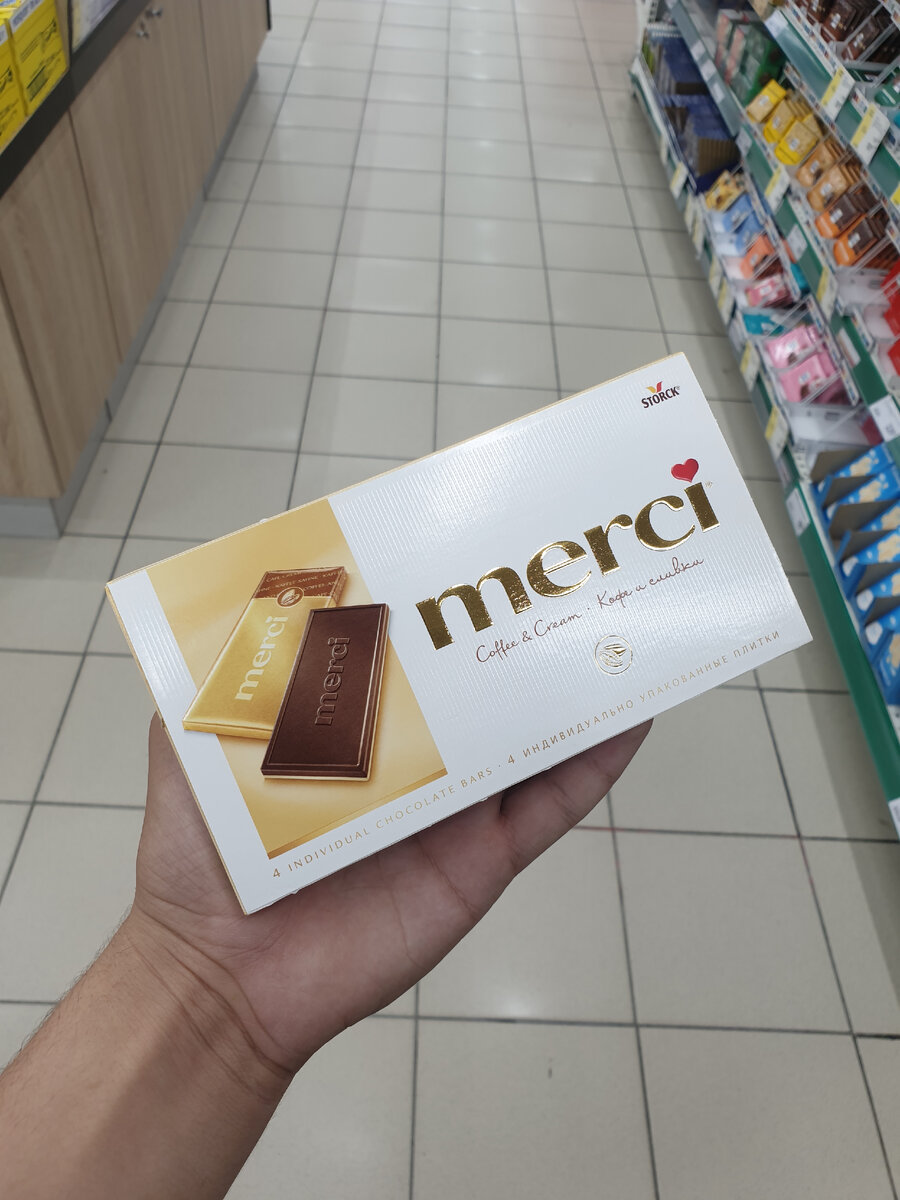 STORCK
merci
Coffee & Cream · Кофе и сливки
4 INDIVIDUAL CHOCOLATE BARS · 4 ИНДИВИДУАЛЬНО УПАКОВАННЫЕ ПЛИТКИ
merci
merci